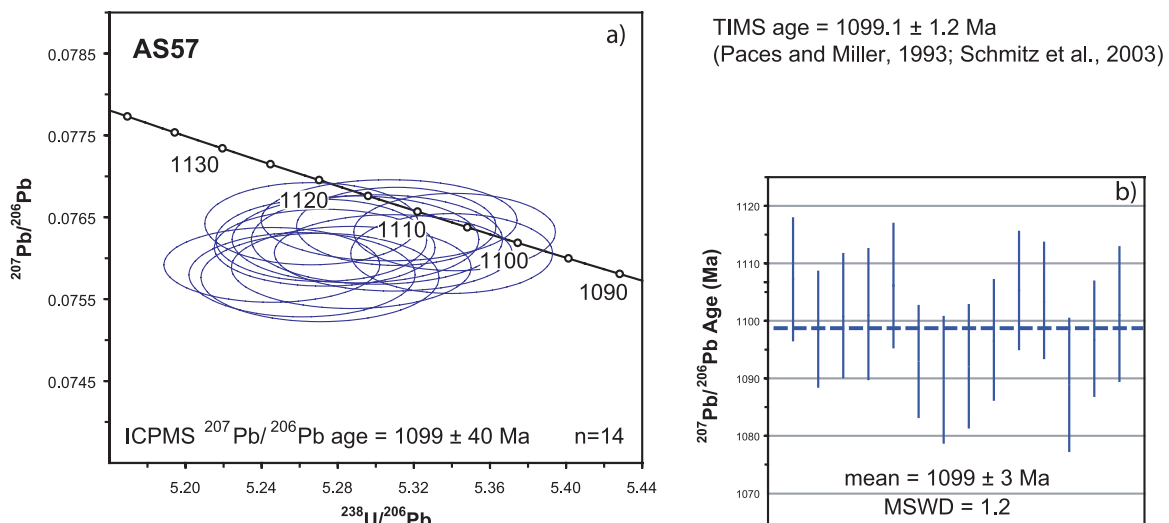 AS57
a)
0.0785
0.0775
0.0765
0.0755
0.0745
207Pb/206Pb
1130
1120
1110
1100
1090
ICPMS 207Pb/ 206Pb age = 1099 ± 40 Ma n=14
5.20 5.24 5.28 5.32 5.36 5.40 5.44
238U/206Pb
TIMS age = 1099.1 ± 1.2 Ma
(Paces and Miller, 1993; Schmitz et al., 2003)
b)
1120
1110
1100
1090
1080
1070
207Pb/206Pb Age (Ma)
mean = 1099 ± 3 Ma
MSWD = 1.2